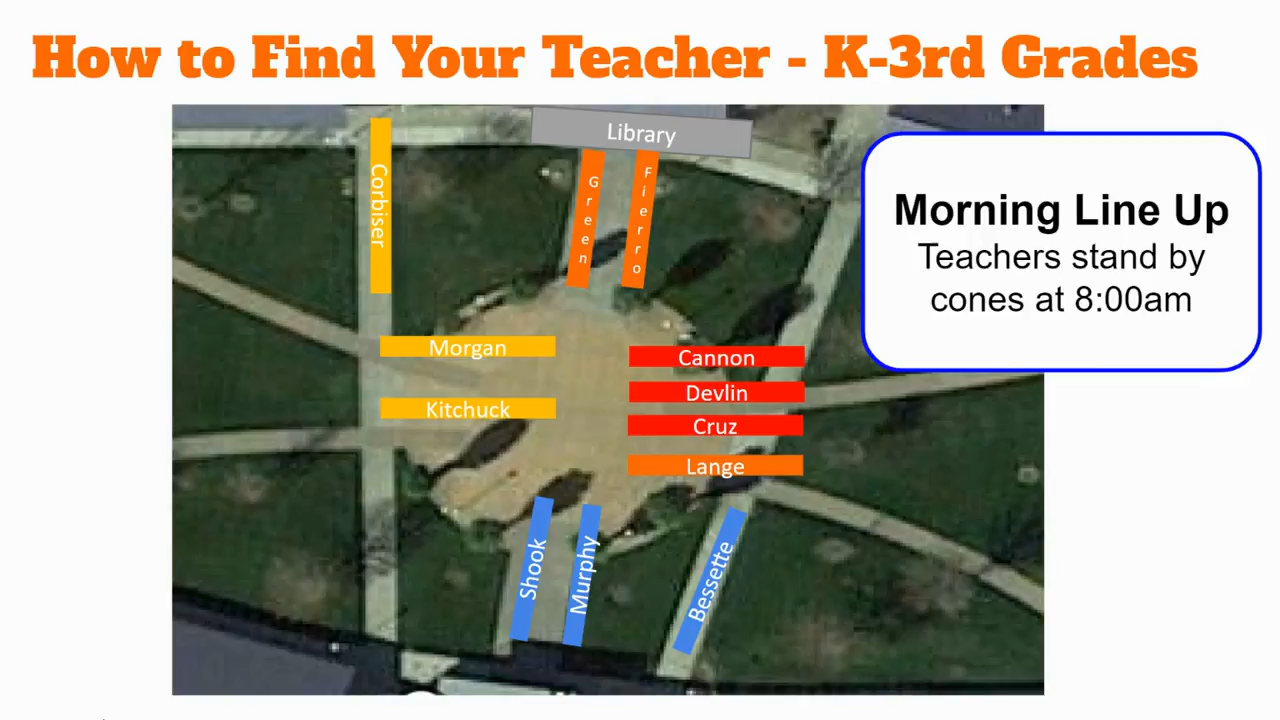 How to Find Your Teacher - K-3rd Grades
Library
Corbiser
Green
Fierro
Morning Line Up
Teachers stand by
cones at 8:00am
Morgan
Cannon
Devlin
Kitchuck
Cruz
Lange
Shook
Murphy
Bessette